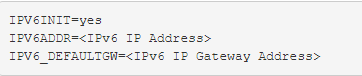 IPV6INIT=yes
IPV6ADDR=<IPv6 IP Address>
IPV6_DEFAULTGW=<IPv6 IP Gateway Address>